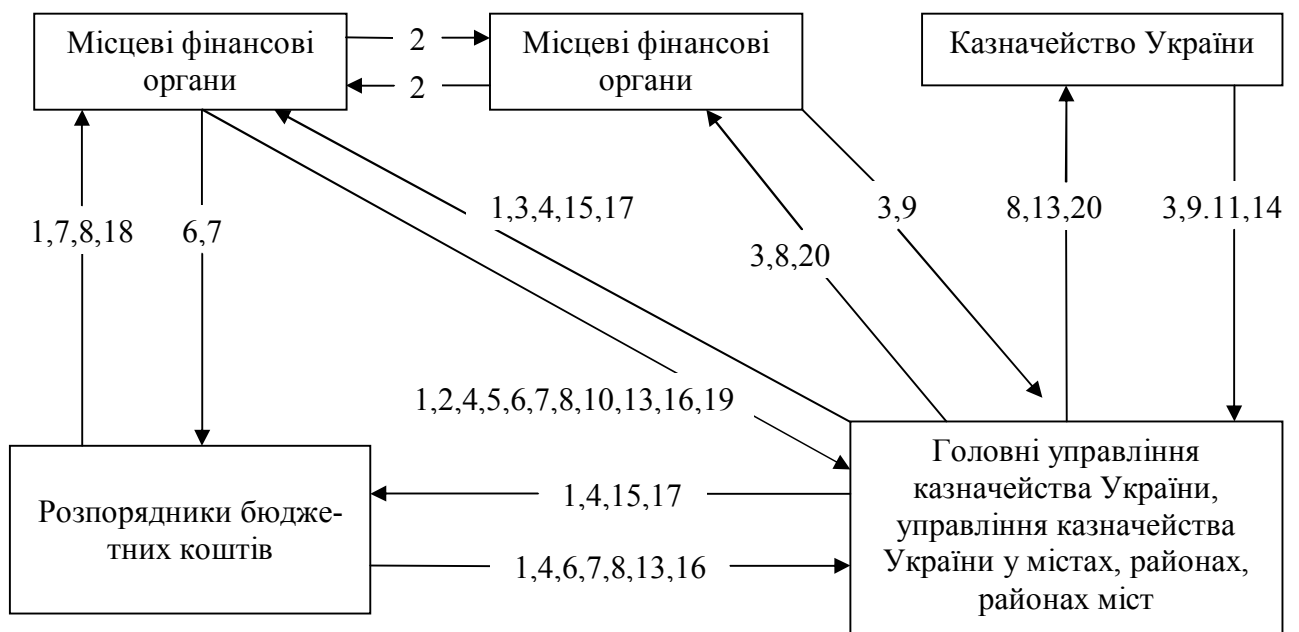 Місцеві фінансові
органи
2
2
Місцеві фінансові
органи
Казначейство України
1,7,8,18
6,7
1,3,4,15,17
3,8,20
3,9
8,13,20
3,9.11,14
1,2,4,5,6,7,8,10,13,16,19
Розпорядники бюдже-
тних коштів
1,4,15,17
1,4,6,7,8,13,16
Головні управління
казначейства України,
управління казначейства
України у містах, районах,
районах міст